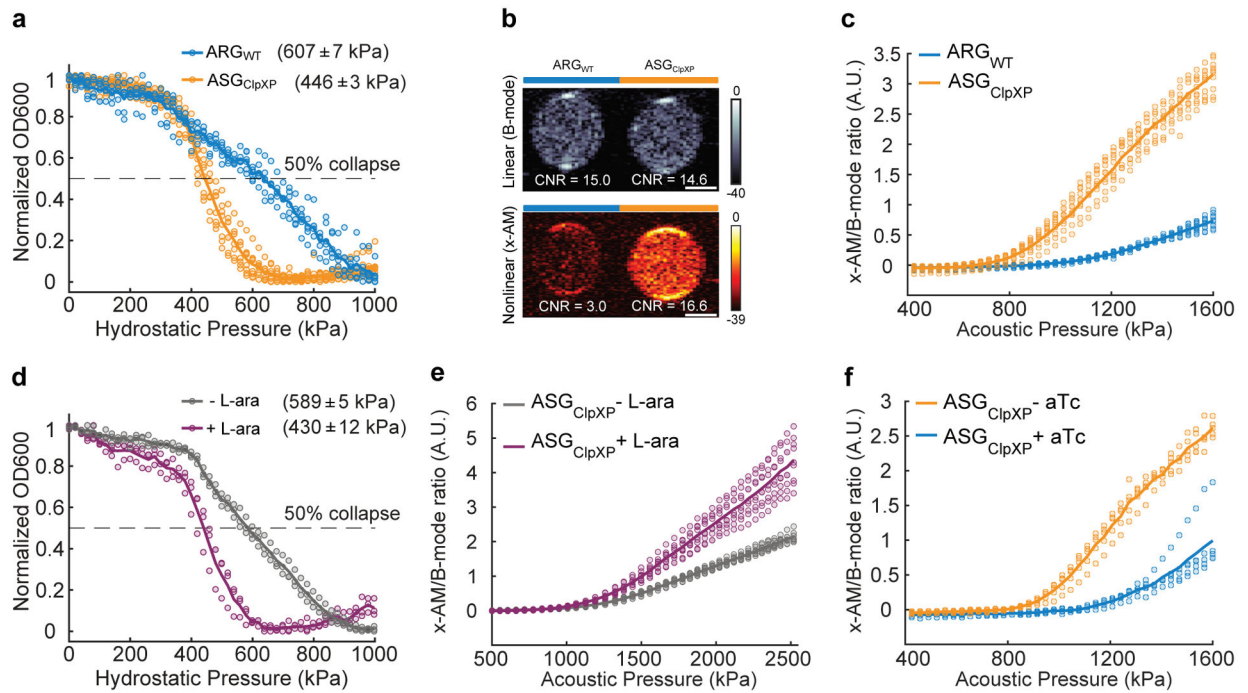 a
ARG_WT (607 ± 7 kPa)
ASG_ClpXP (446 ± 3 kPa)
50% collapse
Normalized OD600
1
0.8
0.6
0.4
0.2
0
0 200 400 600 800 1000
Hydrostatic Pressure (kPa)
b
ARG_WT ASG_ClpXP
Linear (B-mode)
CNR = 15.0 CNR = 14.6
0
-40
Nonlinear (x-AM)
CNR = 3.0 CNR = 16.6
0
-39
c
ARG_WT
ASG_ClpXP
x-AM/B-mode ratio (A.U.)
3.5
3
2.5
2
1.5
1
0.5
0
400 800 1200 1600
Acoustic Pressure (kPa)
d
- L-ara (589 ± 5 kPa)
+ L-ara (430 ± 12 kPa)
50% collapse
Normalized OD600
1
0.8
0.6
0.4
0.2
0
0 200 400 600 800 1000
Hydrostatic Pressure (kPa)
e
ASG_ClpXP - L-ara
ASG_ClpXP + L-ara
x-AM/B-mode ratio (A.U.)
6
5
4
3
2
1
0
500 1000 1500 2000 2500
Acoustic Pressure (kPa)
f
ASG_ClpXP - aTc
ASG_ClpXP + aTc
x-AM/B-mode ratio (A.U.)
3
2.5
2
1.5
1
0.5
0
400 800 1200 1600
Acoustic Pressure (kPa)